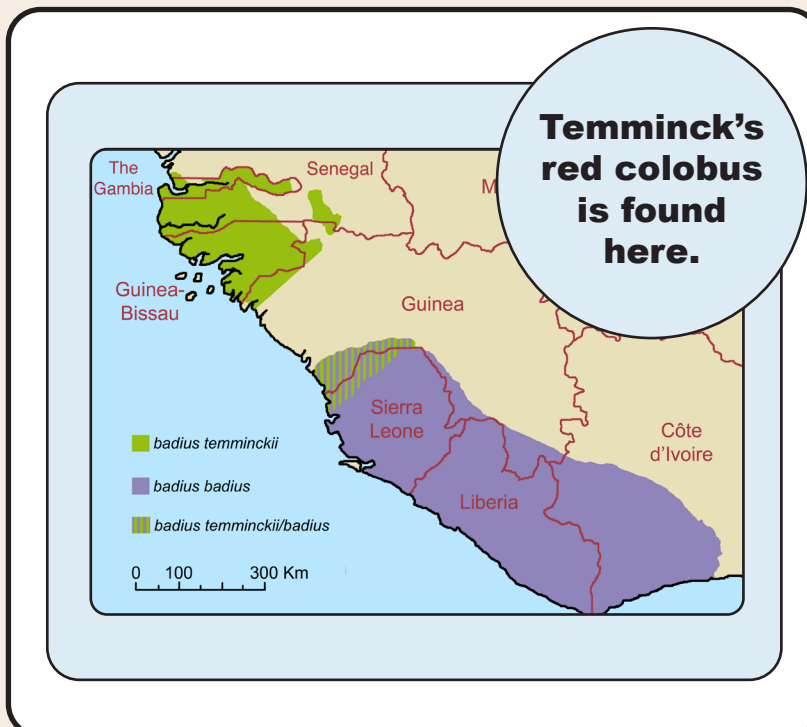 Temminck's
red colobus
is found
here.
The
Gambia
Senegal
M
Guinea-
Bissau
Guinea
Sierra
Leone
Côte
d'Ivoire
Liberia
badius temminckii
badius badius
badius temminckii/badius
0 100 300 Km